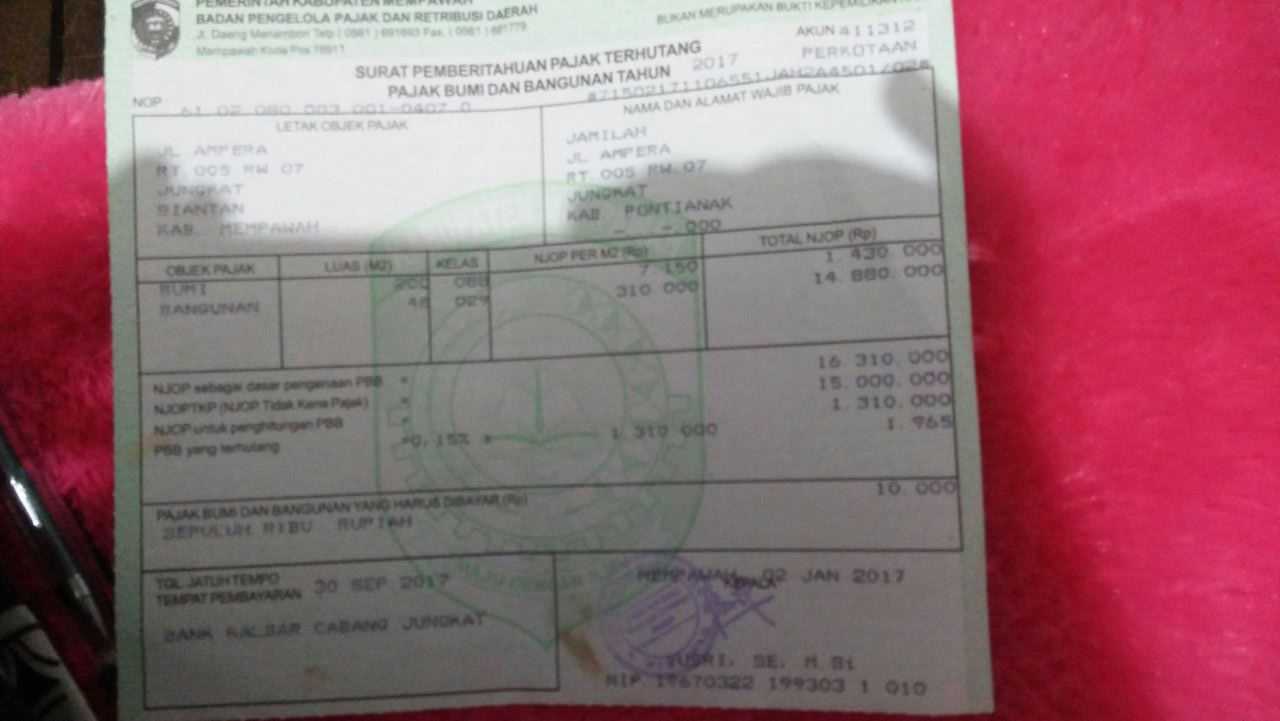 PEMERINTAH KABUPATEN MEMPAWAH
BADAN PENGELOLA PAJAK DAN RETRIBUSI DAERAH
Jl. Daeng Menambon Telp ( 0561 ) 691693 Fax. ( 0561 ) 691779
Mempawah Kode Pos 78911
BUKAN MERUPAKAN BUKTI KEPEMILIKAN
AKUN 411312
SURAT PEMBERITAHUAN PAJAK TERHUTANG
PAJAK BUMI DAN BANGUNAN TAHUN 2017
PERKOTAAN
#71502171106551JAH2A4501/02#
NOP 61.02.080.003.001-0407.0
LETAK OBJEK PAJAK
JL AMPERA
RT.005 RW.07
JUNGKAT
SIANTAN
KAB. MEMPAWAH
NAMA DAN ALAMAT WAJIB PAJAK
JAMILAH
JL. AMPERA
RT.005 RW.07
JUNGKAT
KAB. PONTIANAK
- 000
OBJEK PAJAK LUAS (M2) KELAS NJOP PER M2 (Rp) TOTAL NJOP (Rp)
BUMI 200 088 7 150 1.430.000
BANGUNAN 48 029 310 000 14.880.000
NJOP sebagai dasar pengenaan PBB = 16.310.000
NJOPTKP (NJOP Tidak Kena Pajak) = 15.000.000
NJOP untuk penghitungan PBB = 1.310.000
PBB yang terhutang =0.15% x 1 310 000 1.965
PAJAK BUMI DAN BANGUNAN YANG HARUS DIBAYAR (Rp) 10.000
SEPULUH RIBU RUPIAH
TGL JATUH TEMPO 30 SEP 2017
TEMPAT PEMBAYARAN
BANK KALBAR CABANG JUNGKAT
MEMPAWAH, 02 JAN 2017
KEPALA
YUSRI, SE, M.Si
NIP 19670322 199303 1 010